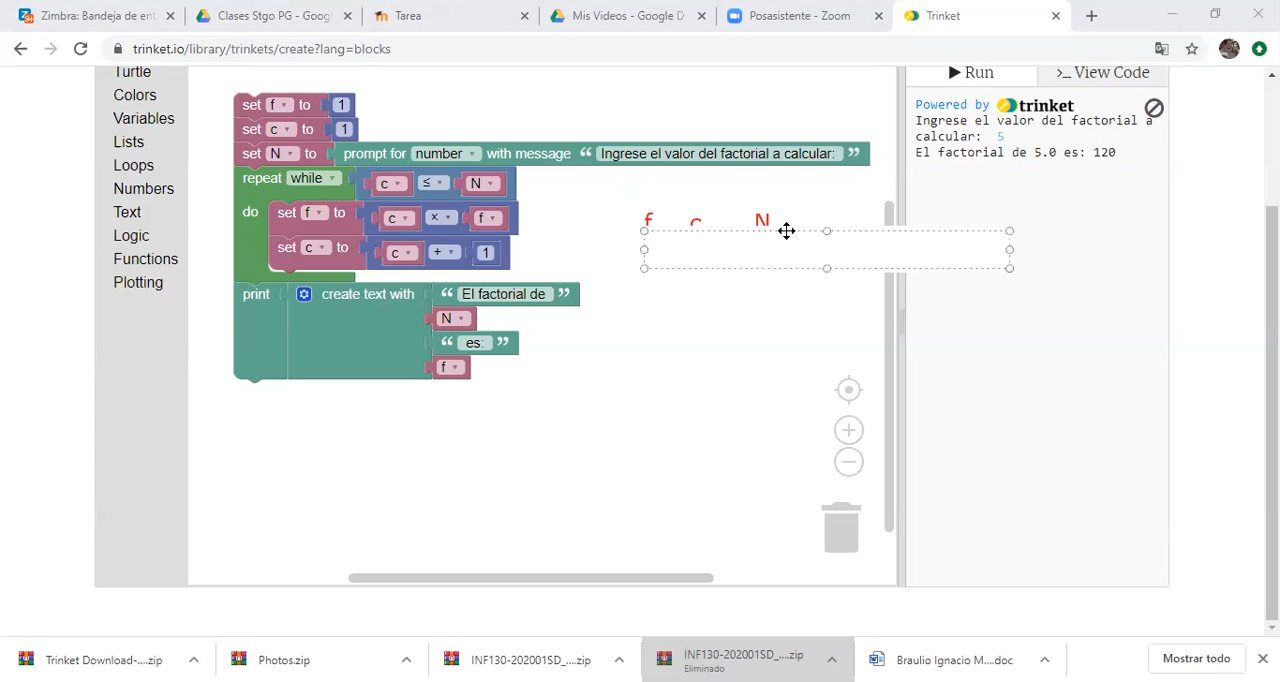 Zimbra: Bandeja de ent
Clases Stgo PG - Goog
Tarea
Mis Videos - Google D
Posasistente - Zoom
Trinket
trinket.io/library/trinkets/create?lang=blocks
Turtle
Colors
Variables
Lists
Loops
Numbers
Text
Logic
Functions
Plotting
set f to 1
set c to 1
set N to prompt for number with message “ Ingrese el valor del factorial a calcular: ”
repeat while c ≤ N
do set f to c × f
set c to c + 1
print create text with “ El factorial de ”
N
“ es: ”
f
f c N
Run
>_ View Code
Powered by trinket
Ingrese el valor del factorial a
calcular: 5
El factorial de 5.0 es: 120
Trinket Download-....zip
Photos.zip
INF130-202001SD_....zip
INF130-202001SD_....zip
Eliminado
Braulio Ignacio M....doc
Mostrar todo